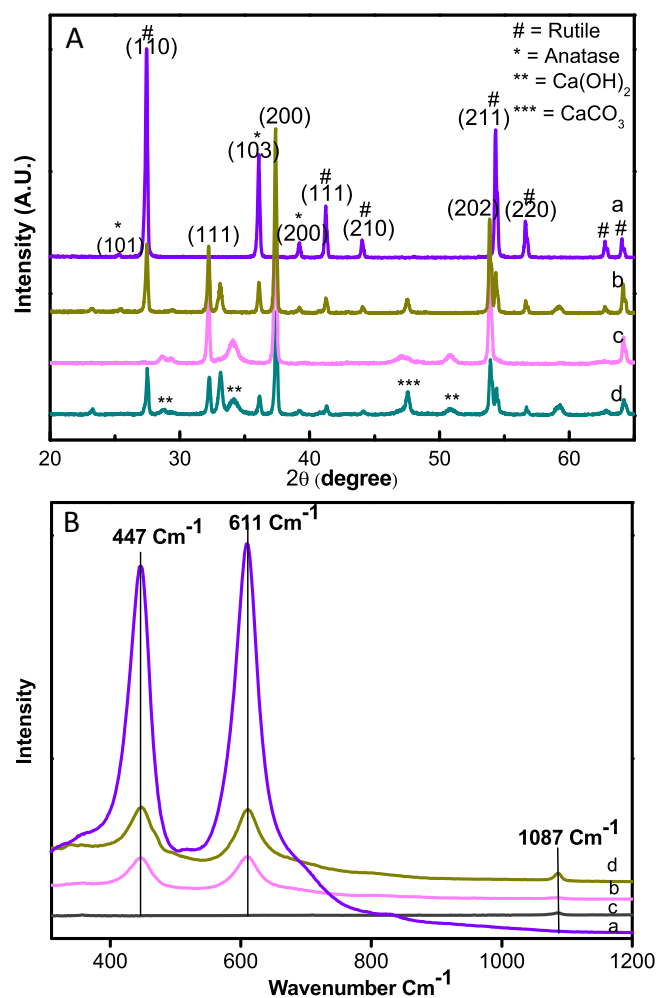 A
# = Rutile
* = Anatase
** = Ca(OH)2
*** = CaCO3
#
(110)
(200)
#
(211)
*
(103)
#
(111)
#
(220)
a
*
(101)
(111)
*
(200)
#
(210)
(202)
# #
b
c
** ** *** ** d
Intensity (A.U.)
20 30 40 50 60
2θ (degree)
B
447 Cm-1
611 Cm-1
1087 Cm-1
d
b
c
a
Intensity
400 600 800 1000 1200
Wavenumber Cm-1